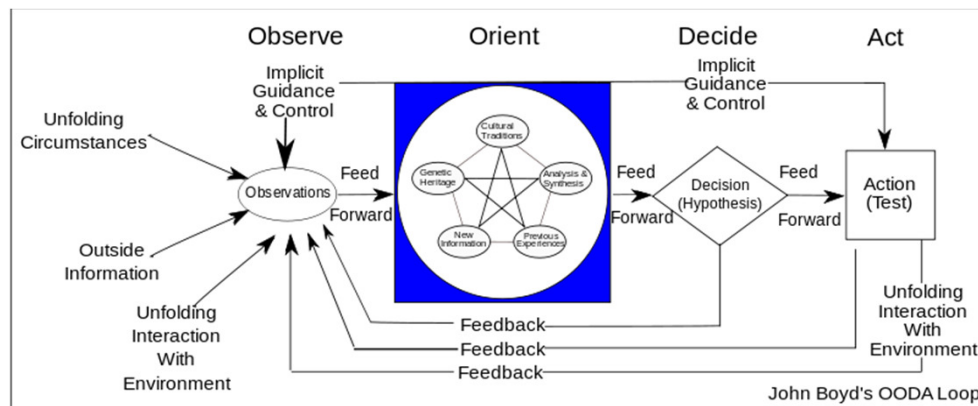 Observe
Orient
Decide
Act
Implicit
Guidance
& Control
Implicit
Guidance
& Control
Unfolding
Circumstances
Observations
Feed
Forward
Cultural
Traditions
Genetic
Heritage
Analysis &
Synthesis
New
Information
Previous
Experiences
Feed
Forward
Decision
(Hypothesis)
Feed
Forward
Action
(Test)
Outside
Information
Unfolding
Interaction
With
Environment
Unfolding
Interaction
With
Environment
Feedback
Feedback
Feedback
John Boyd's OODA Loop